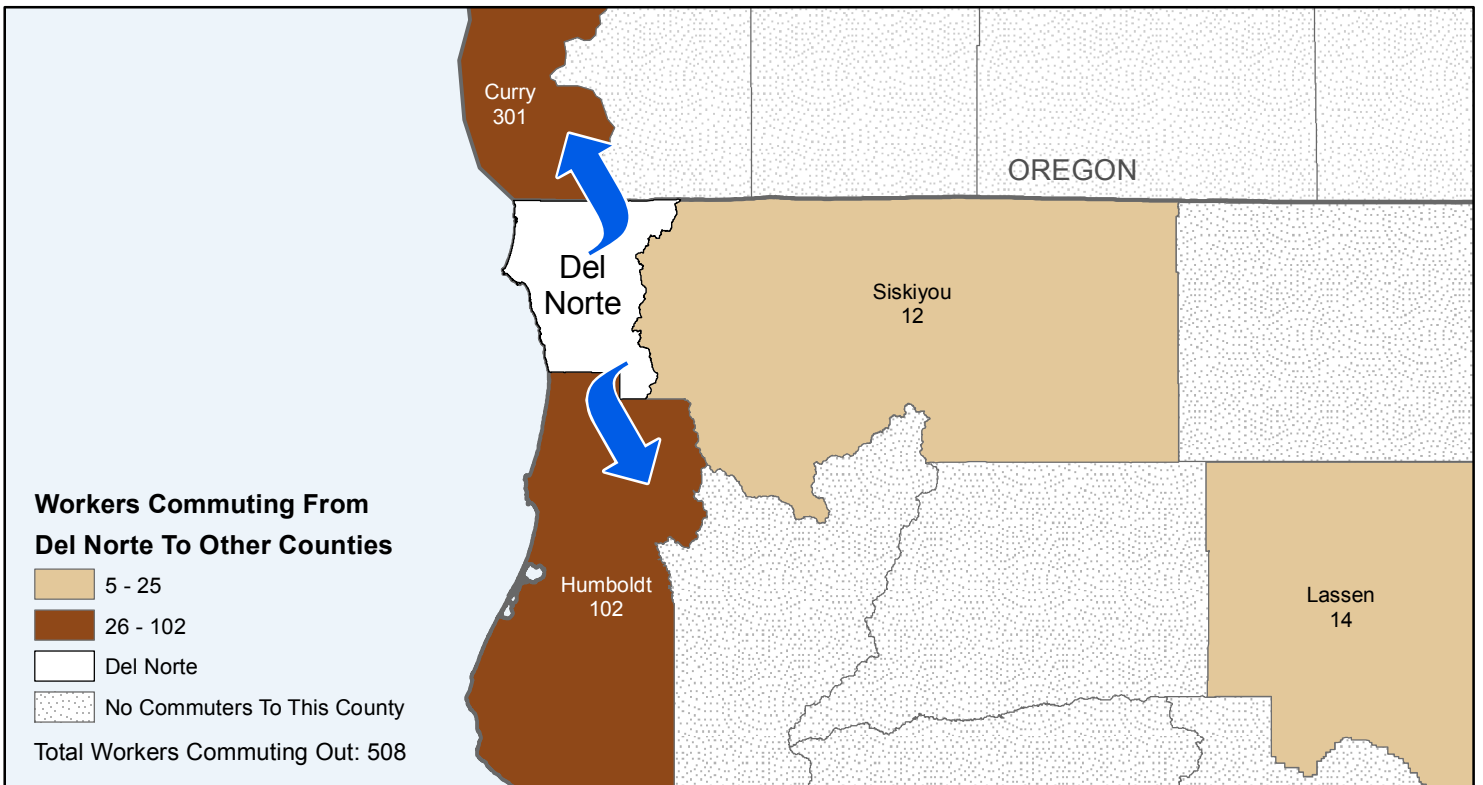 Curry
301
OREGON
Del
Norte
Siskiyou
12
Humboldt
102
Lassen
14
Workers Commuting From
Del Norte To Other Counties
5 - 25
26 - 102
Del Norte
No Commuters To This County
Total Workers Commuting Out: 508